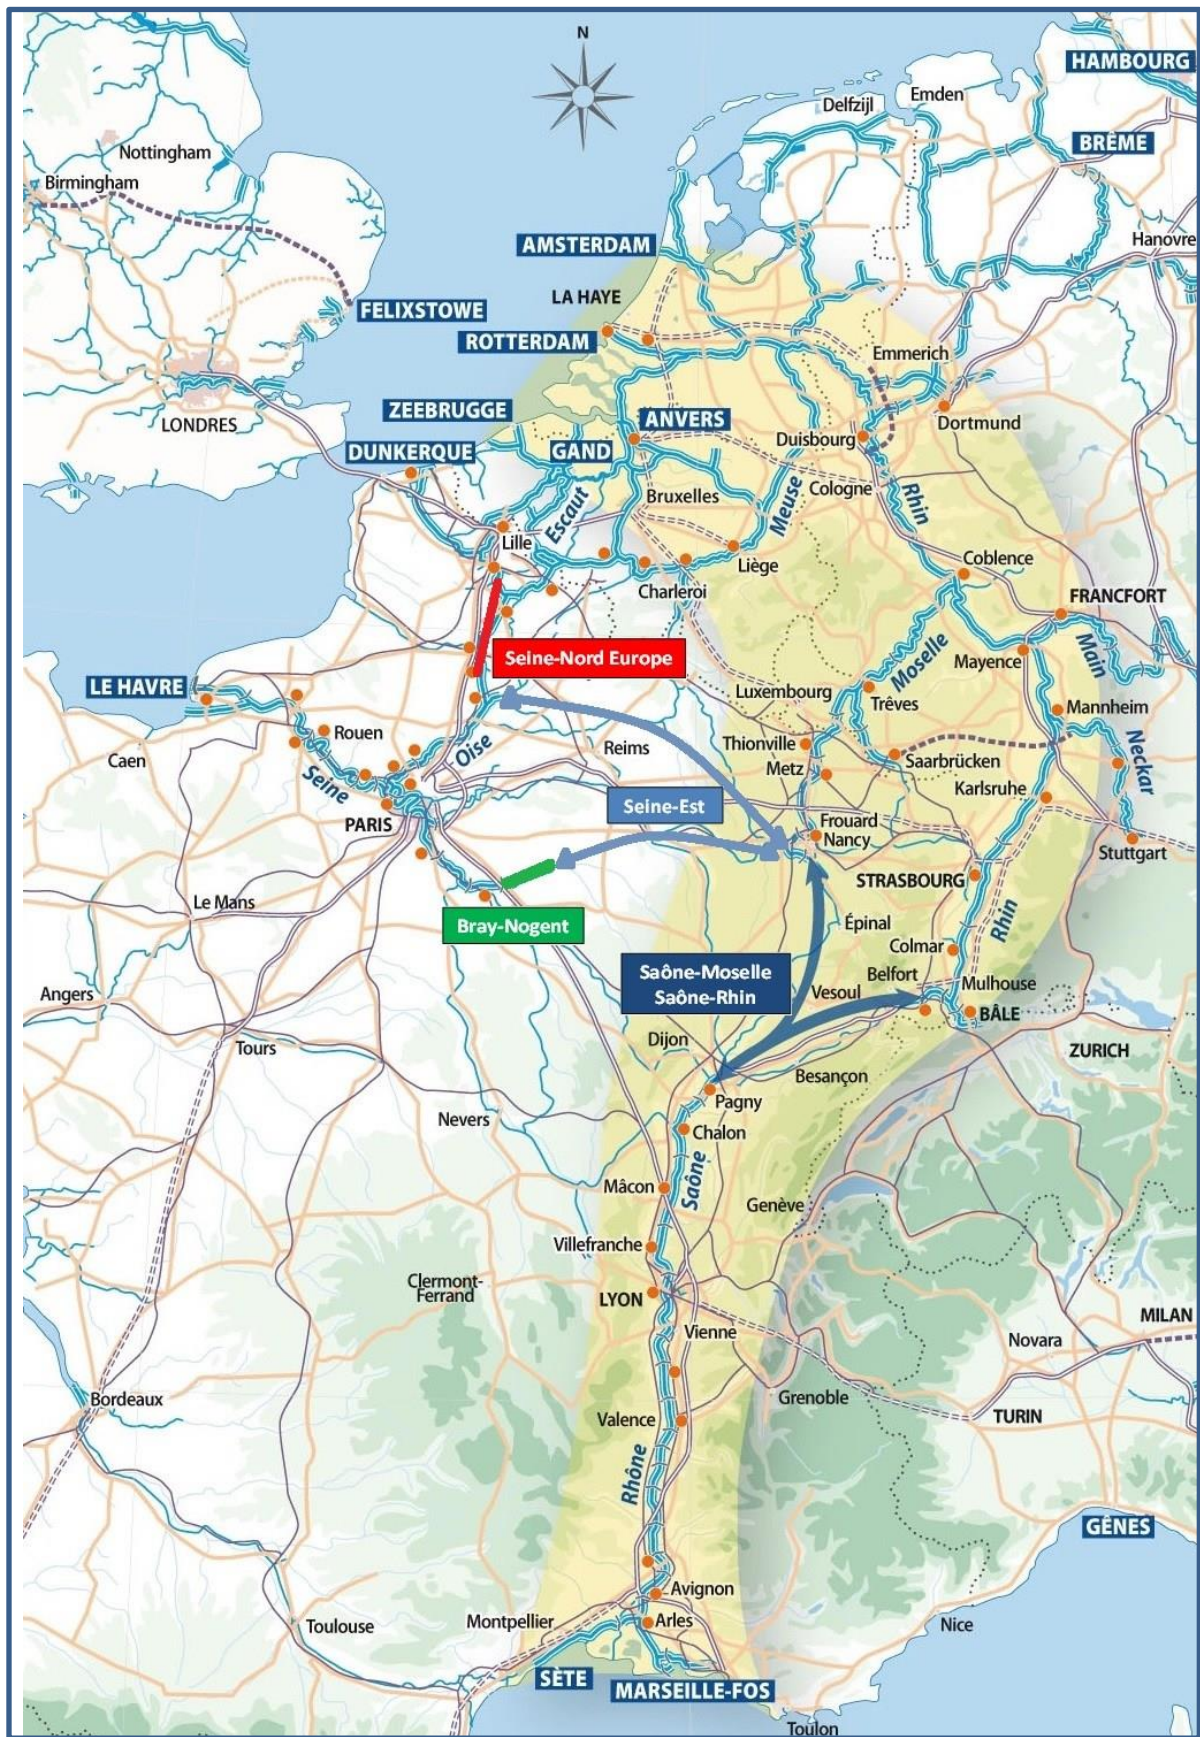 N
HAMBOURG
Delfzijl
Emden
BRÊME
Nottingham
Birmingham
Hanovre
AMSTERDAM
LA HAYE
FELIXSTOWE
ROTTERDAM
Emmerich
ZEEBRUGGE
LONDRES
ANVERS
Dortmund
DUNKERQUE
GAND
Duisbourg
Escaut
Bruxelles
Meuse
Cologne
Rhin
Lille
Liège
Coblence
Charleroi
FRANCFORT
Seine-Nord Europe
Moselle
Mayence
Main
LE HAVRE
Luxembourg
Trèves
Mannheim
Rouen
Caen
Oise
Reims
Thionville
Metz
Saarbrücken
Neckar
Seine
Karlsruhe
Seine-Est
PARIS
Frouard
Nancy
Stuttgart
STRASBOURG
Le Mans
Bray-Nogent
Épinal
Rhin
Colmar
Saône-Moselle
Saône-Rhin
Belfort
Vesoul
Mulhouse
Angers
BÂLE
Tours
Dijon
ZURICH
Besançon
Pagny
Nevers
Chalon
Saône
Mâcon
Genève
Villefranche
Clermont-
Ferrand
LYON
MILAN
Vienne
Novara
Bordeaux
Grenoble
Valence
TURIN
Rhône
GÊNES
Avignon
Montpellier
Arles
Toulouse
Nice
SÈTE
MARSEILLE-FOS
Toulon